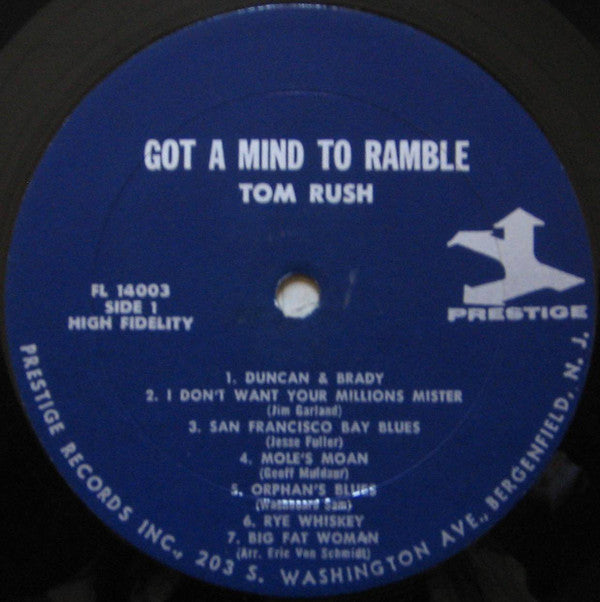 GOT A MIND TO RAMBLE
TOM RUSH
FL 14003
SIDE 1
HIGH FIDELITY
PRESTIGE
1. DUNCAN & BRADY
2. I DON'T WANT YOUR MILLIONS MISTER
(Jim Garland)
3. SAN FRANCISCO BAY BLUES
(Jesse Fuller)
4. MOLE'S MOAN
(Geoff Muldaur)
5. ORPHAN'S BLUES
(Washboard Sam)
6. RYE WHISKEY
7. BIG FAT WOMAN
(Arr. Eric Von Schmidt)
PRESTIGE RECORDS INC., 203 S. WASHINGTON AVE., BERGENFIELD, N. J.